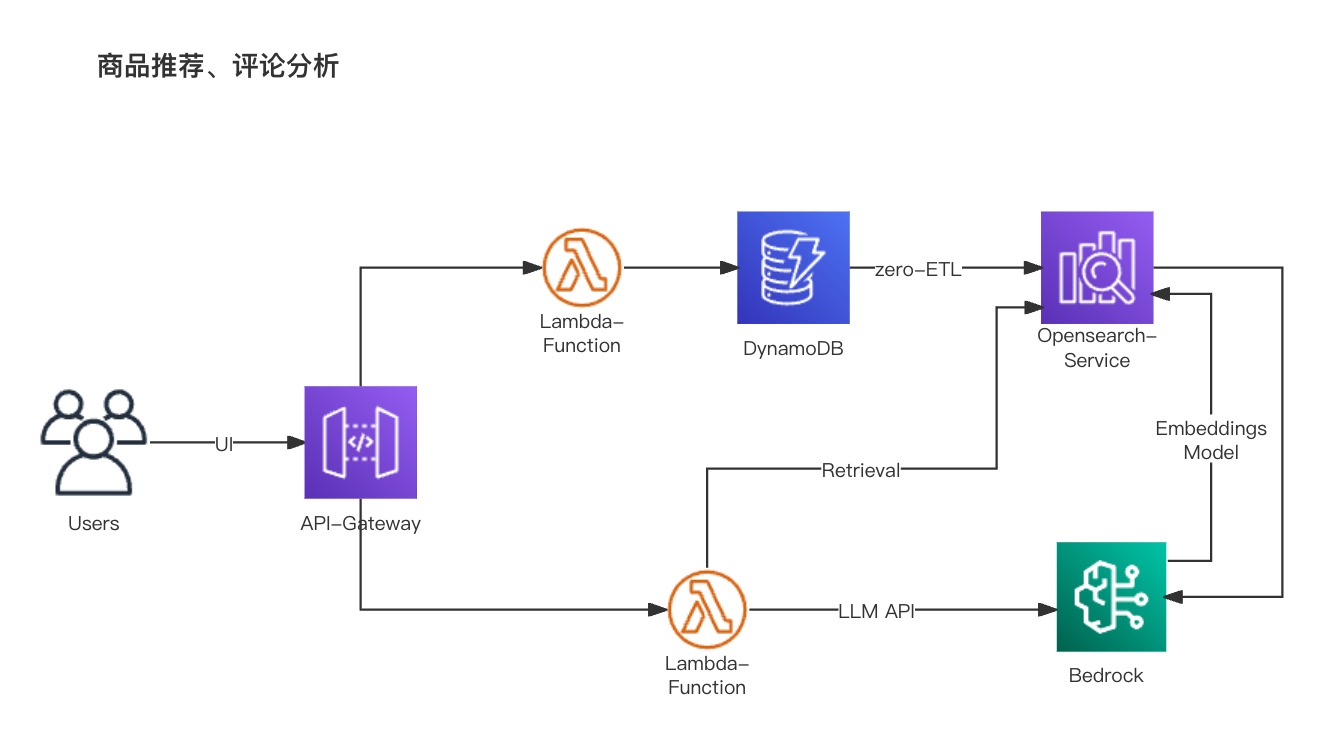 商品推荐、评论分析
Lambda-
Function
DynamoDB
zero-ETL
Opensearch-
Service
Users
UI
API-Gateway
</>
Retrieval
Embeddings
Model
Lambda-
Function
LLM API
Bedrock